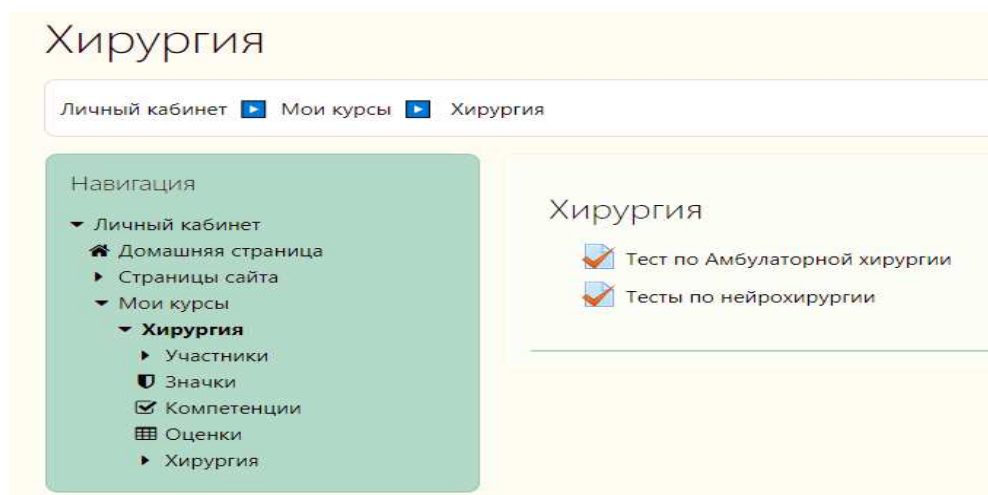 Хирургия
Личный кабинет Мои курсы Хирургия
Навигация
Личный кабинет
Домашняя страница
Страницы сайта
Мои курсы
Хирургия
Участники
Значки
Компетенции
Оценки
Хирургия
Хирургия
Тест по Амбулаторной хирургии
Тесты по нейрохирургии